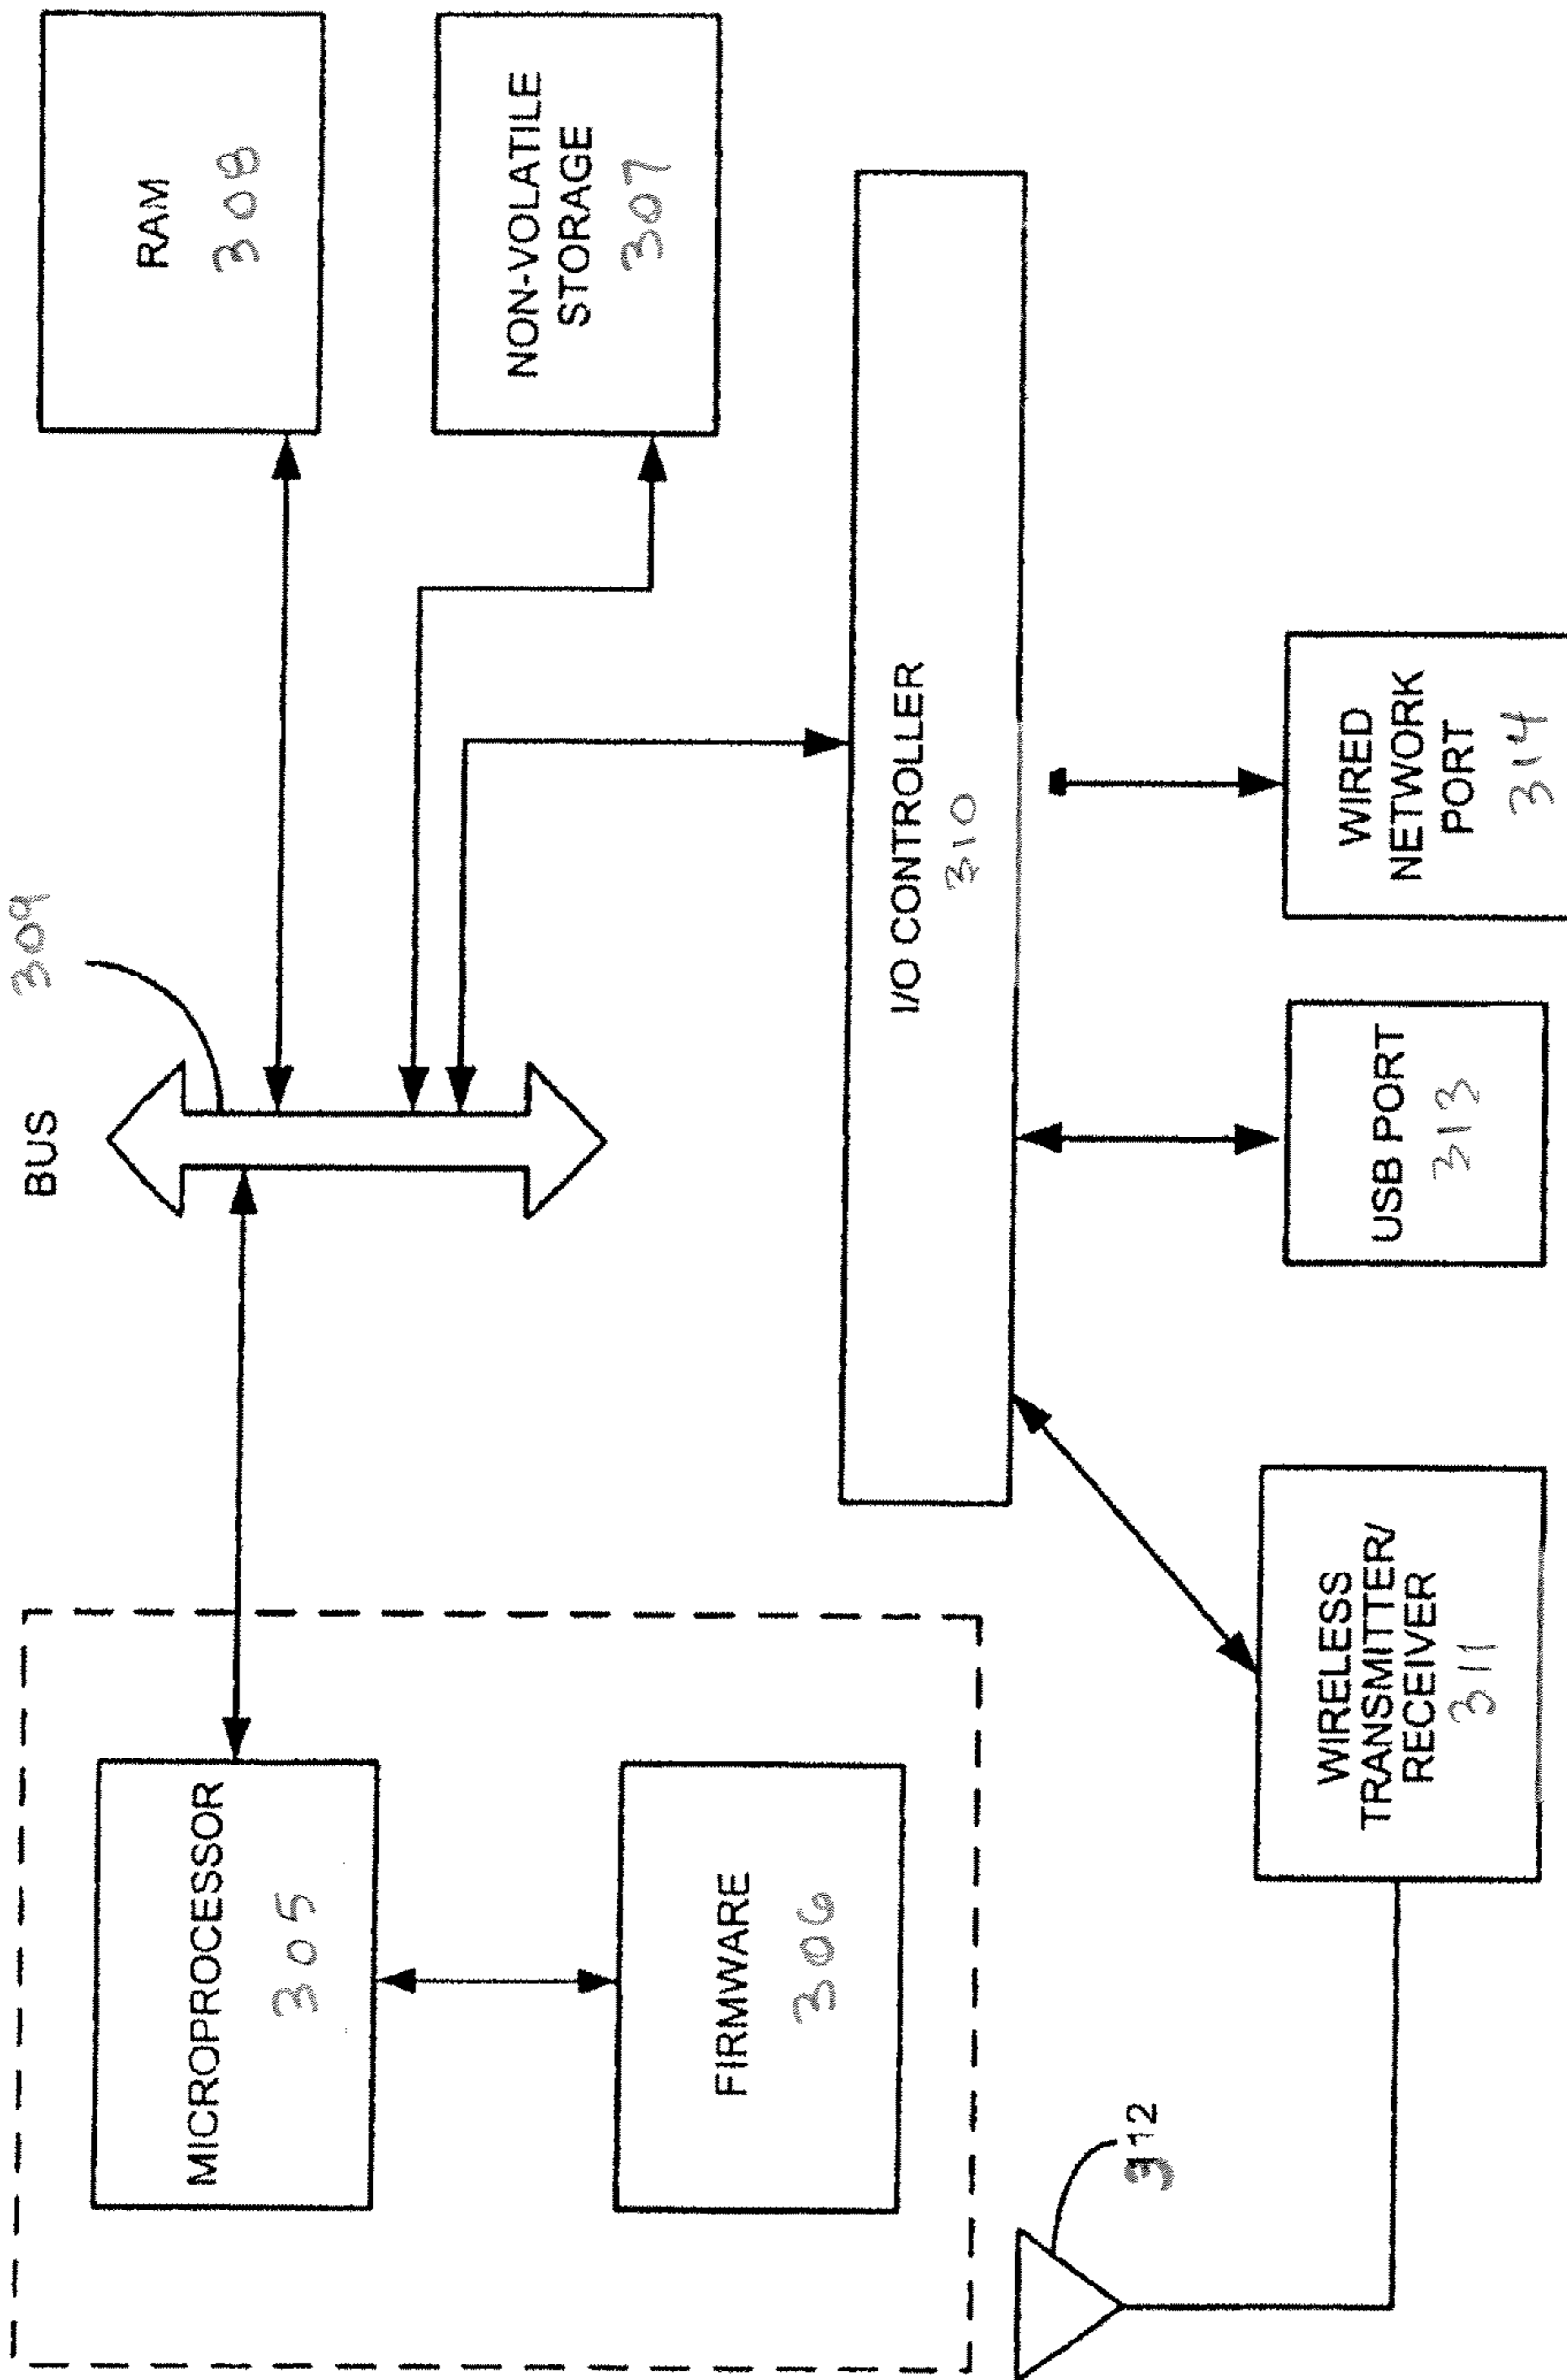 BUS
309
MICROPROCESSOR
305
RAM
308
FIRMWARE
306
NON-VOLATILE
STORAGE
307
I/O CONTROLLER
310
312
WIRELESS
TRANSMITTER/
RECEIVER
311
USB PORT
313
WIRED
NETWORK
PORT
314